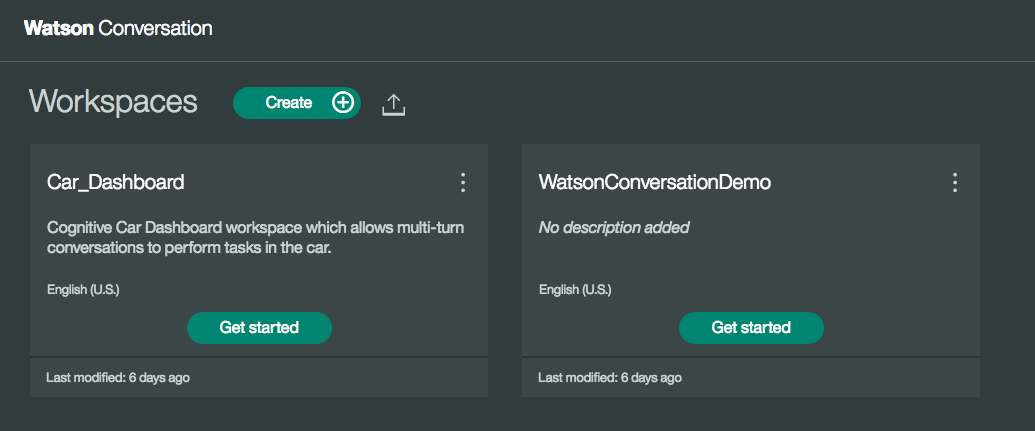 Watson Conversation
Workspaces
Create
Car_Dashboard
Cognitive Car Dashboard workspace which allows multi-turn
conversations to perform tasks in the car.
English (U.S.)
Get started
Last modified: 6 days ago
WatsonConversationDemo
No description added
English (U.S.)
Get started
Last modified: 6 days ago